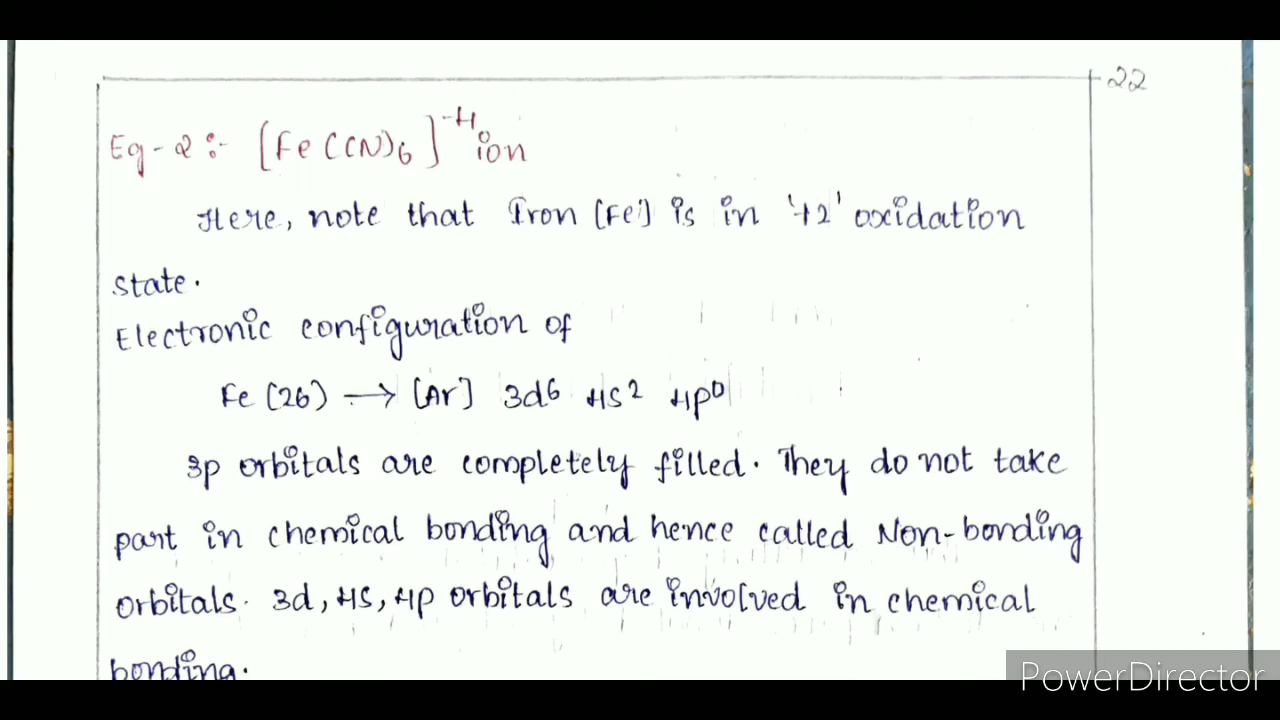 22
Eg-2:- [Fe(CN)6]-4 ion
Here, note that Iron [Fe] is in '+2' oxidation
state.
Electronic configuration of
Fe [26) → [Ar] 3d6 4s2 4p0
3p orbitals are completely filled. They do not take
part in chemical bonding and hence called Non-bonding
orbitals. 3d, 4s, 4p orbitals are involved in chemical
bonding.
PowerDirector